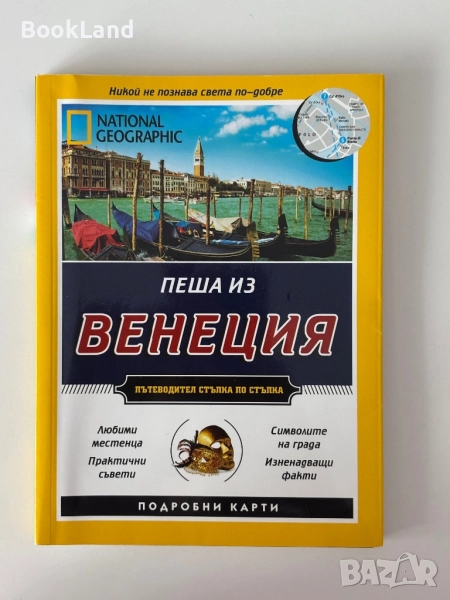 BookLand
Никой не познава света по-добре
NATIONAL
GEOGRAPHIC
ПЕША ИЗ
ВЕНЕЦИЯ
ПЪТЕВОДИТЕЛ СТЪПКА ПО СТЪПКА
Любими
местенца
Практични
съвети
Символите
на града
Изненадващи
факти
ПОДРОБНИ КАРТИ
BAZAR